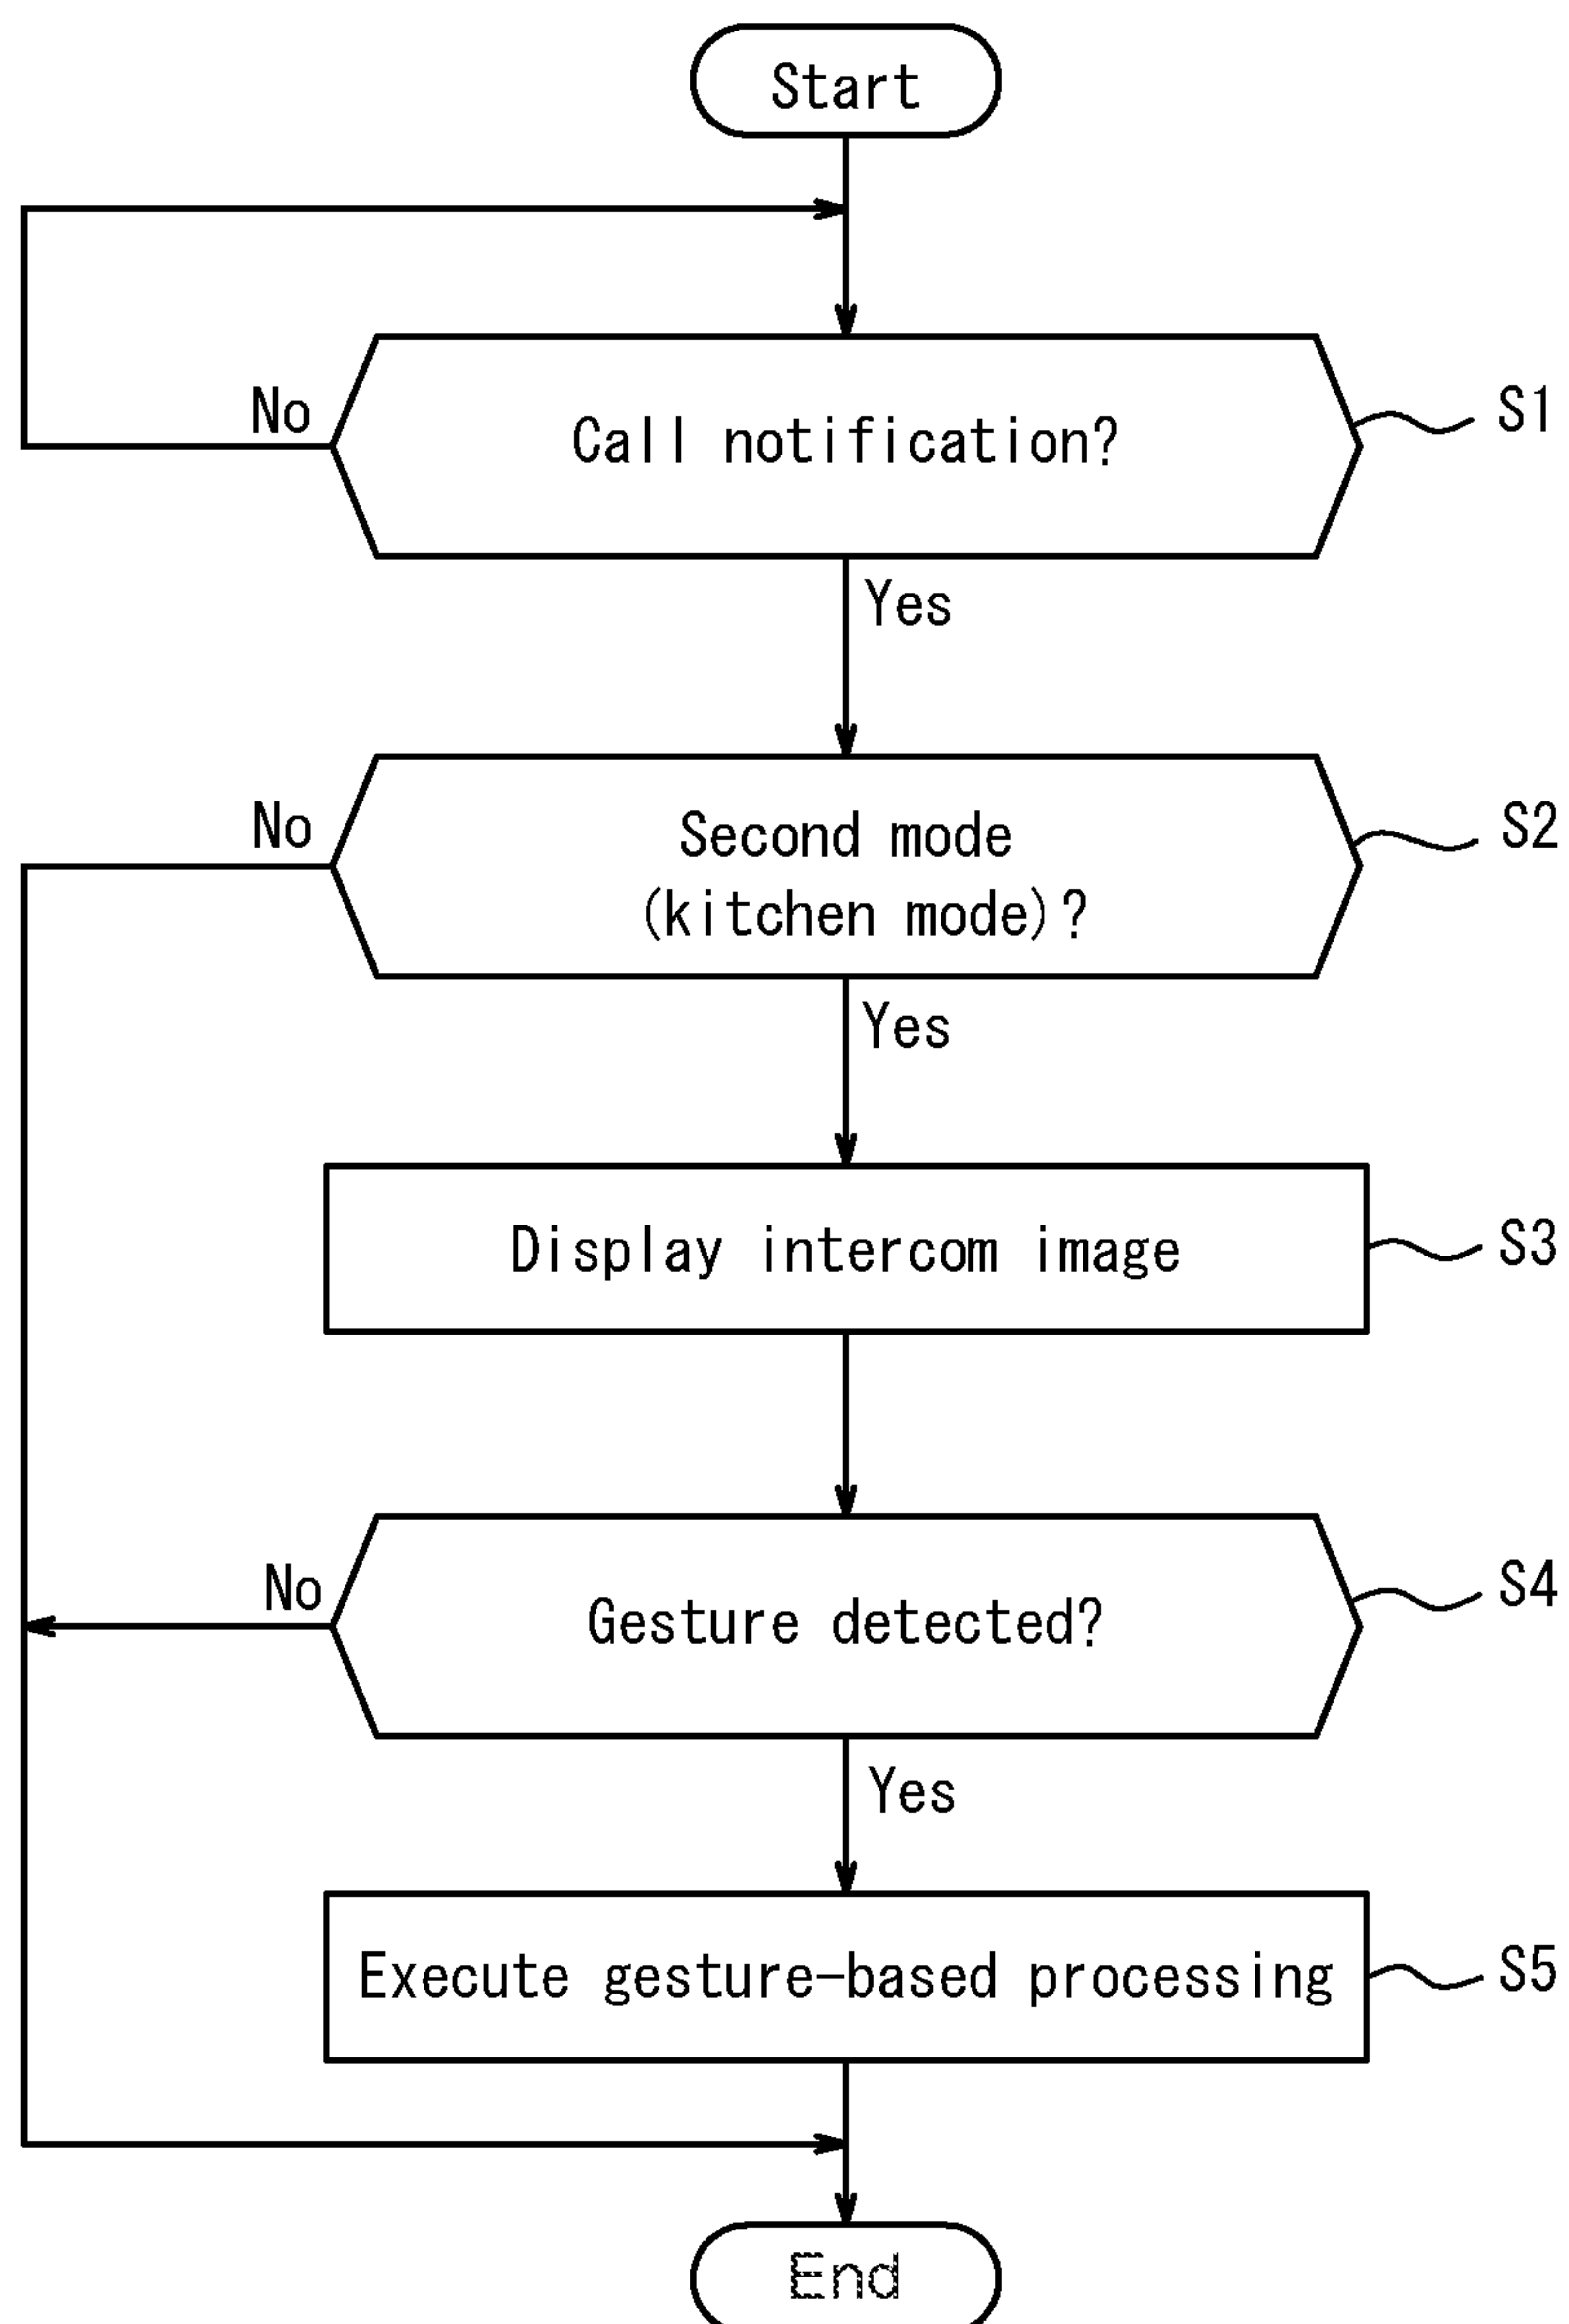 Start
Call notification?
S1
No
Yes
Second mode
(kitchen mode)?
S2
No
Yes
Display intercom image
S3
Gesture detected?
S4
No
Yes
Execute gesture-based processing
S5
End